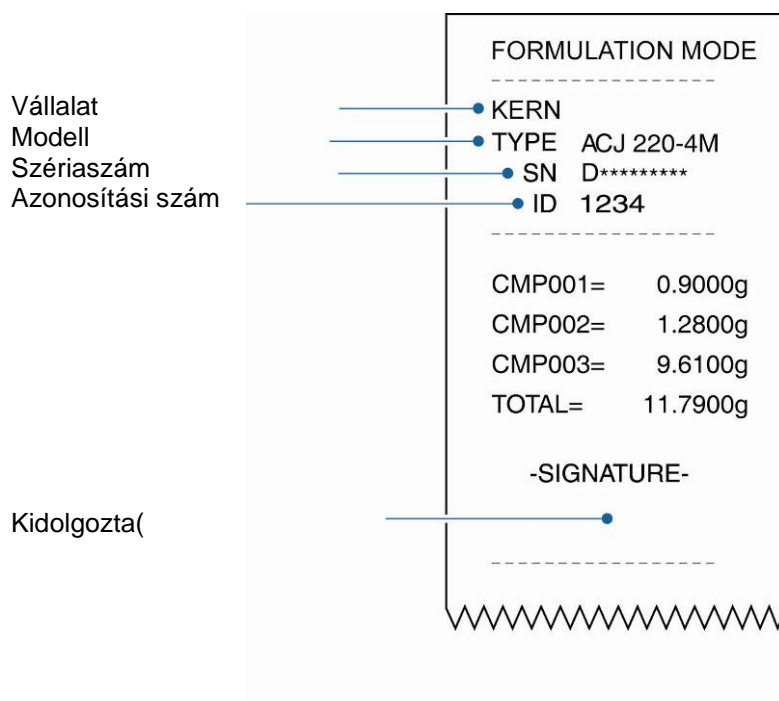 FORMULATION MODE
--------------------
Vállalat KERN
Modell TYPE ACJ 220-4M
Szériaszám SN D*********
Azonosítási szám ID 1234
--------------------
CMP001= 0.9000g
CMP002= 1.2800g
CMP003= 9.6100g
TOTAL= 11.7900g
-SIGNATURE-
Kidolgozta(
--------------------